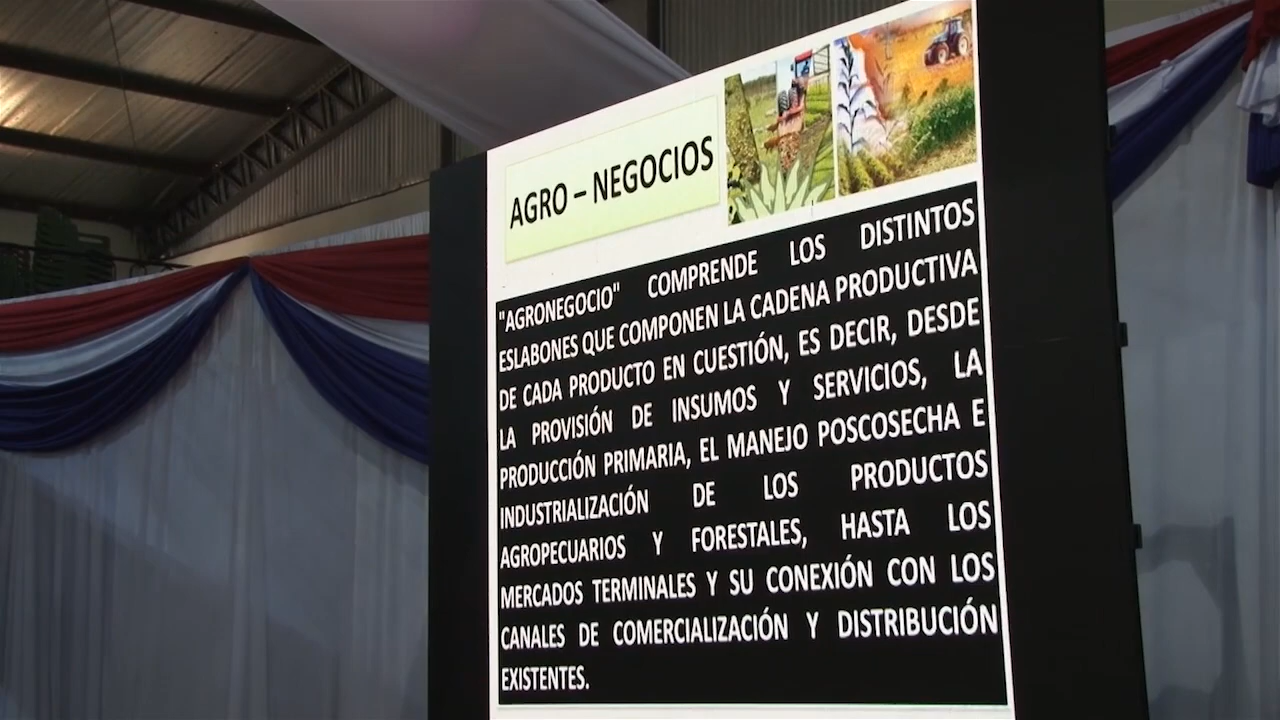 AGRO – NEGOCIOS
"AGRONEGOCIO" COMPRENDE LOS DISTINTOS
ESLABONES QUE COMPONEN LA CADENA PRODUCTIVA
DE CADA PRODUCTO EN CUESTIÓN, ES DECIR, DESDE
LA PROVISIÓN DE INSUMOS Y SERVICIOS, LA
PRODUCCIÓN PRIMARIA, EL MANEJO POSCOSECHA E
INDUSTRIALIZACIÓN DE LOS PRODUCTOS
AGROPECUARIOS Y FORESTALES, HASTA LOS
MERCADOS TERMINALES Y SU CONEXIÓN CON LOS
CANALES DE COMERCIALIZACIÓN Y DISTRIBUCIÓN
EXISTENTES.